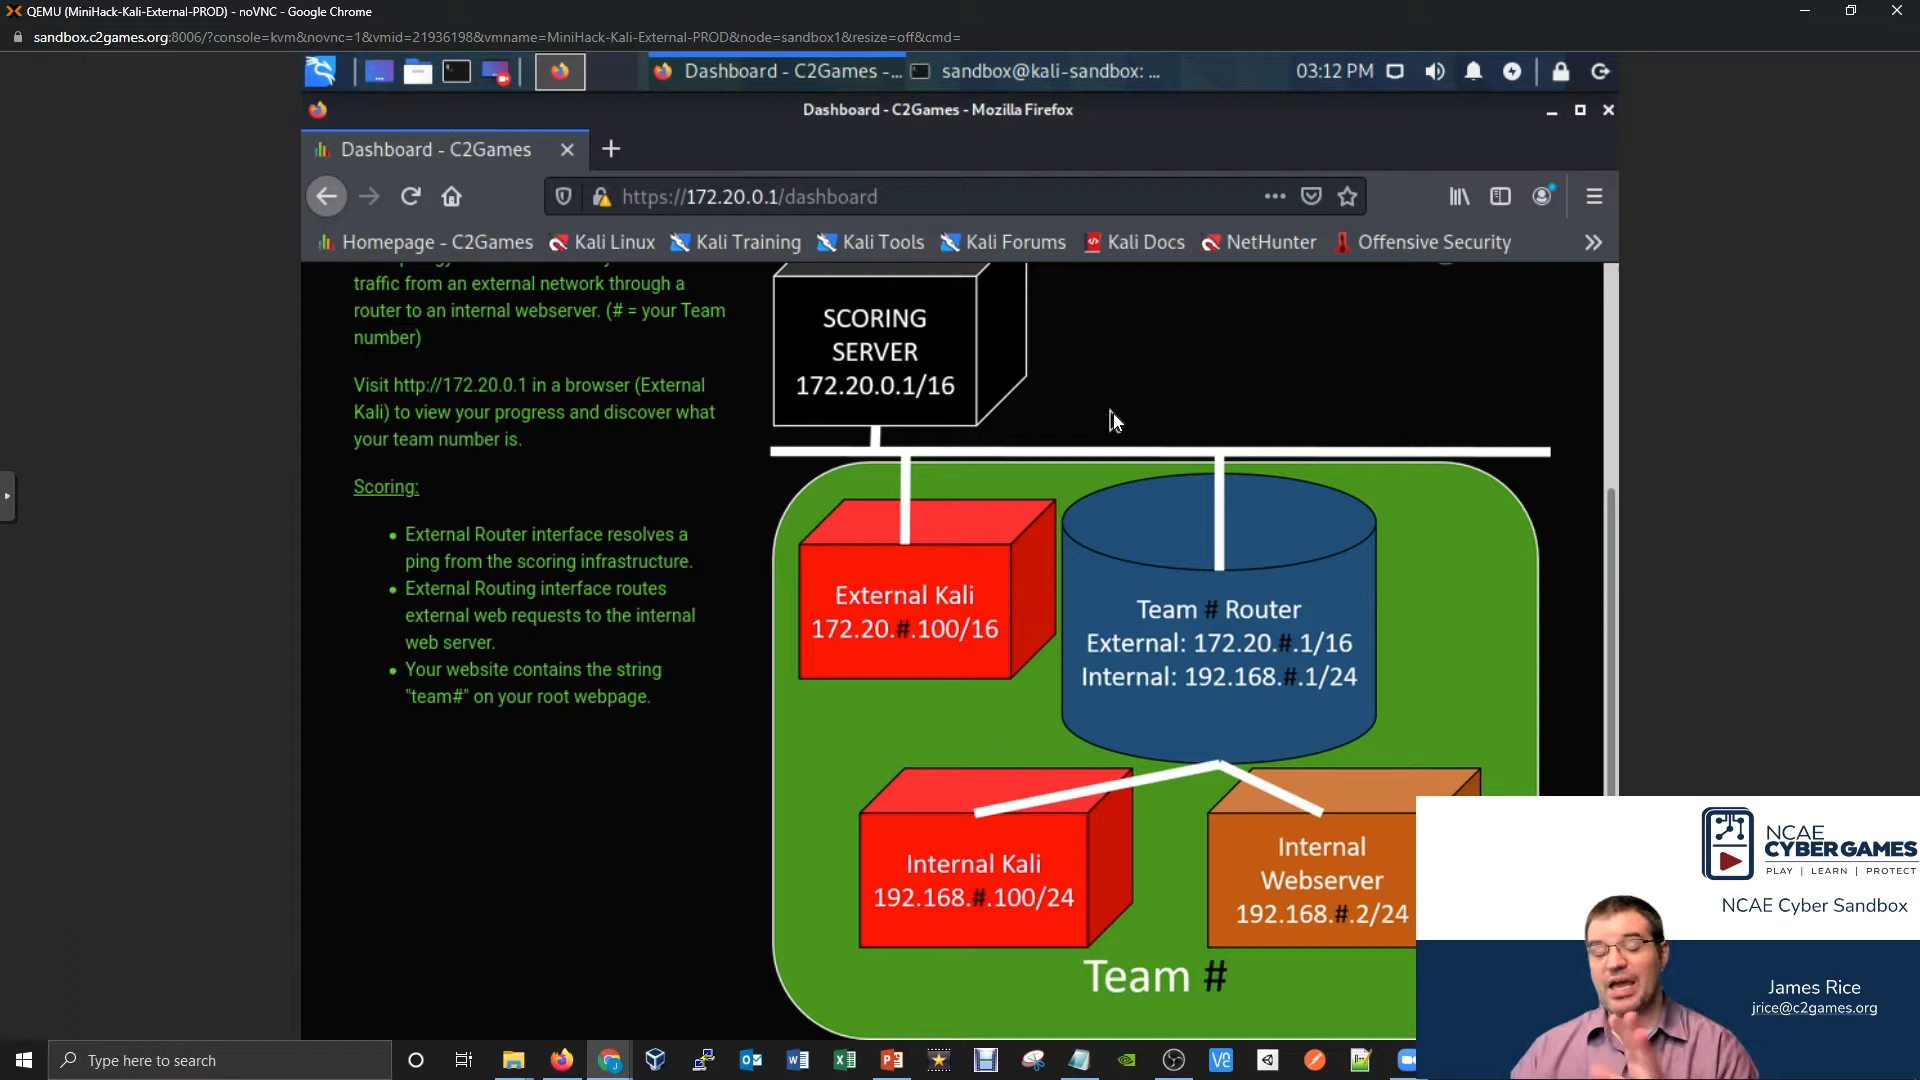 QEMU (MiniHack-Kali-External-PROD) - noVNC - Google Chrome
sandbox.c2games.org:8006/?console=kvm&novnc=1&vmid=21936198&vmname=MiniHack-Kali-External-PROD&node=sandbox1&resize=off&cmd=
Dashboard - C2Games -...
sandbox@kali-sandbox: ...
03:12 PM
Dashboard - C2Games - Mozilla Firefox
Dashboard - C2Games
https://172.20.0.1/dashboard
Homepage - C2Games
Kali Linux
Kali Training
Kali Tools
Kali Forums
Kali Docs
NetHunter
Offensive Security
traffic from an external network through a
router to an internal webserver. (# = your Team
number)
Visit http://172.20.0.1 in a browser (External
Kali) to view your progress and discover what
your team number is.
Scoring:
• External Router interface resolves a
ping from the scoring infrastructure.
• External Routing interface routes
external web requests to the internal
web server.
• Your website contains the string
"team#" on your root webpage.
SCORING
SERVER
172.20.0.1/16
External Kali
172.20.#.100/16
Team # Router
External: 172.20.#.1/16
Internal: 192.168.#.1/24
Internal Kali
192.168.#.100/24
Internal
Webserver
192.168.#.2/24
Team #
NCAE
CYBERGAMES
PLAY | LEARN | PROTECT
NCAE Cyber Sandbox
James Rice
jrice@c2games.org
Type here to search